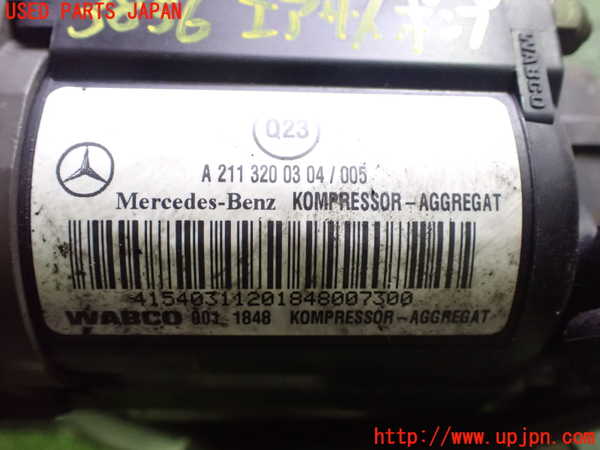 USED PARTS JAPAN
WABCO
Q23
A 211 320 03 04 / 005
Mercedes-Benz KOMPRESSOR-AGGREGAT
41540311201848007300
WABCO 001 1848 KOMPRESSOR-AGGREGAT
http://www.upjpn.com/